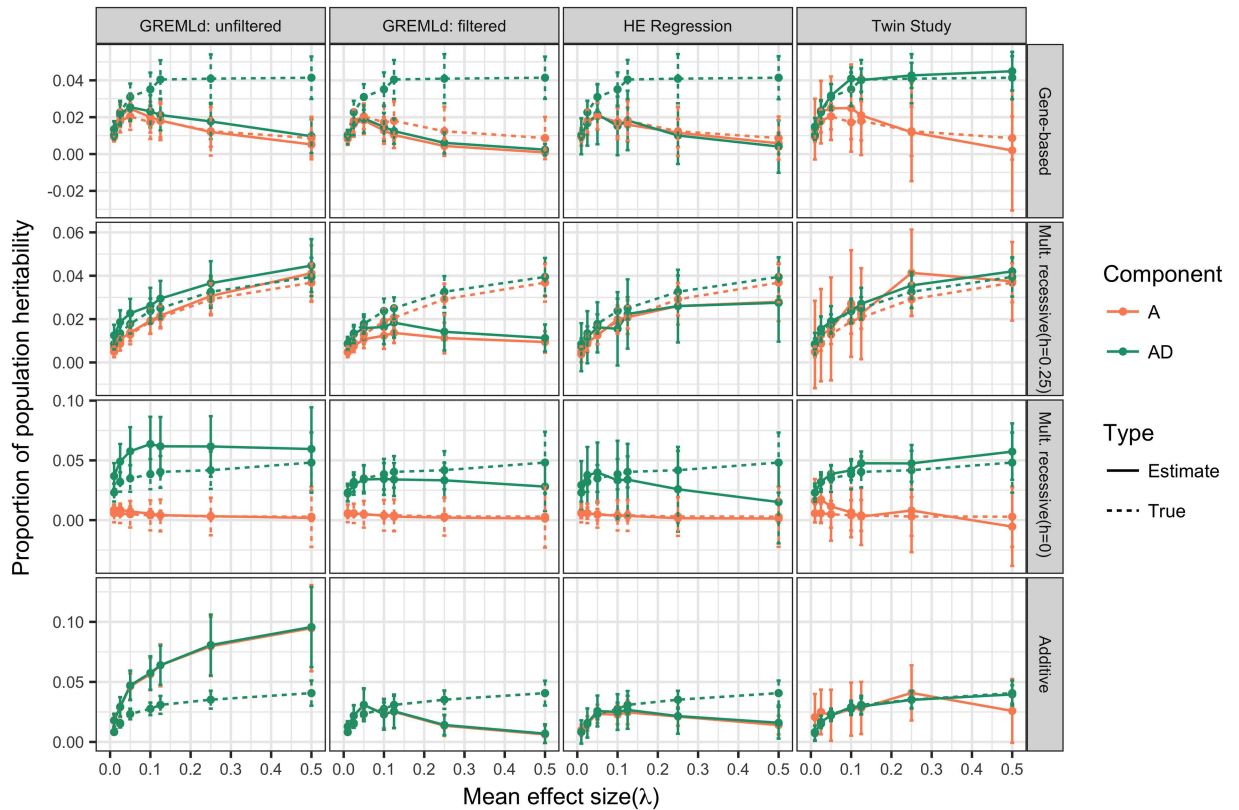 GREMLd: unfiltered GREMLd: filtered HE Regression Twin Study
0.04
0.02
0.00
-0.02
Gene-based
0.06
0.04
0.02
0.00
Mult. recessive(h=0.25)
0.10
0.05
0.00
Mult. recessive(h=0)
0.10
0.05
0.00
Additive
0.0 0.1 0.2 0.3 0.4 0.5 0.0 0.1 0.2 0.3 0.4 0.5 0.0 0.1 0.2 0.3 0.4 0.5 0.0 0.1 0.2 0.3 0.4 0.5
Mean effect size(λ)
Proportion of population heritability
Component
A
AD
Type
Estimate
True